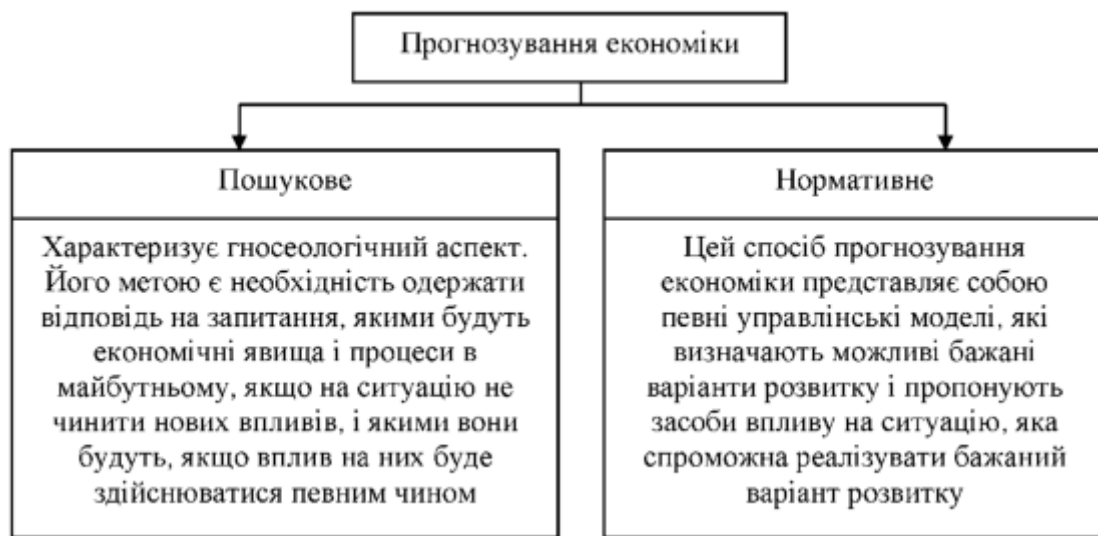 Прогнозування економіки
Пошукове
Характеризує гносеологічний аспект.
Його метою є необхідність одержати
відповідь на запитання, якими будуть
економічні явища і процеси в
майбутньому, якщо на ситуацію не
чинити нових впливів, і якими вони
будуть, якщо вплив на них буде
здійснюватися певним чином
Нормативне
Цей спосіб прогнозування
економіки представляє собою
певні управлінські моделі, які
визначають можливі бажані
варіанти розвитку і пропонують
засоби впливу на ситуацію, яка
спроможна реалізувати бажаний
варіант розвитку